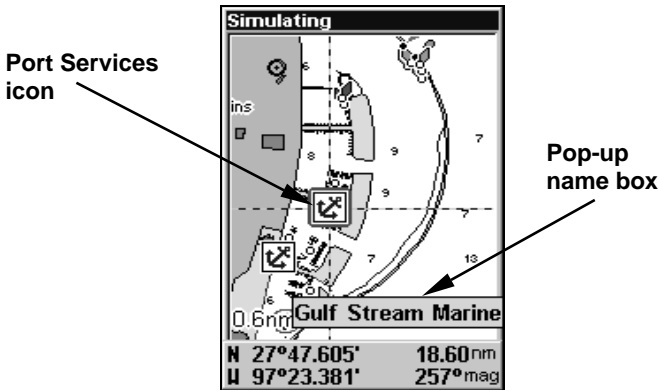 Simulating
Port Services
icon
6
ins
8
9
7
9
7
7
13
6
Pop-up
name box
0.6nm
Gulf Stream Marine
N 27°47.605' 18.60nm
W 97°23.381' 257°mag